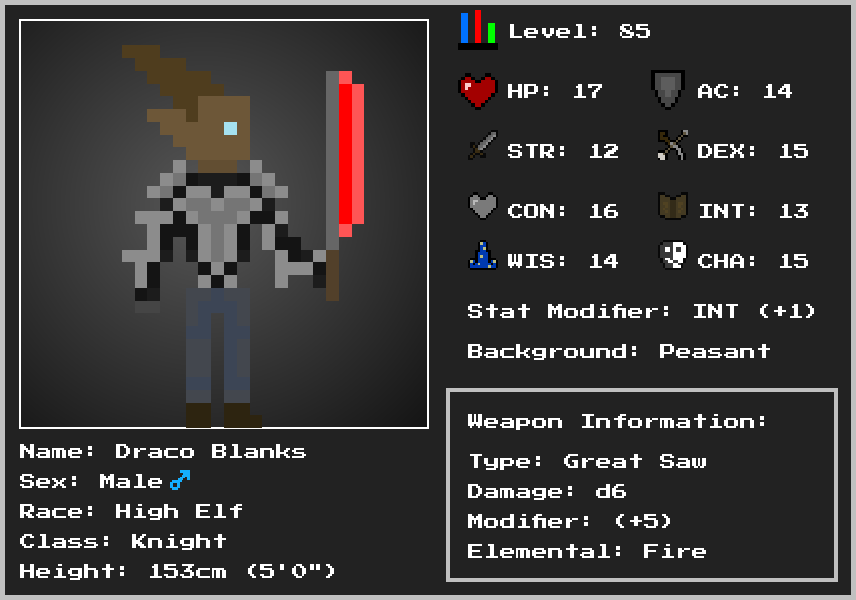 Level: 85
HP: 17 AC: 14
STR: 12 DEX: 15
CON: 16 INT: 13
WIS: 14 CHA: 15
Stat Modifier: INT (+1)
Background: Peasant
Weapon Information:
Type: Great Saw
Damage: d6
Modifier: (+5)
Elemental: Fire
Name: Draco Blanks
Sex: Male ♂
Race: High Elf
Class: Knight
Height: 153cm (5'0")